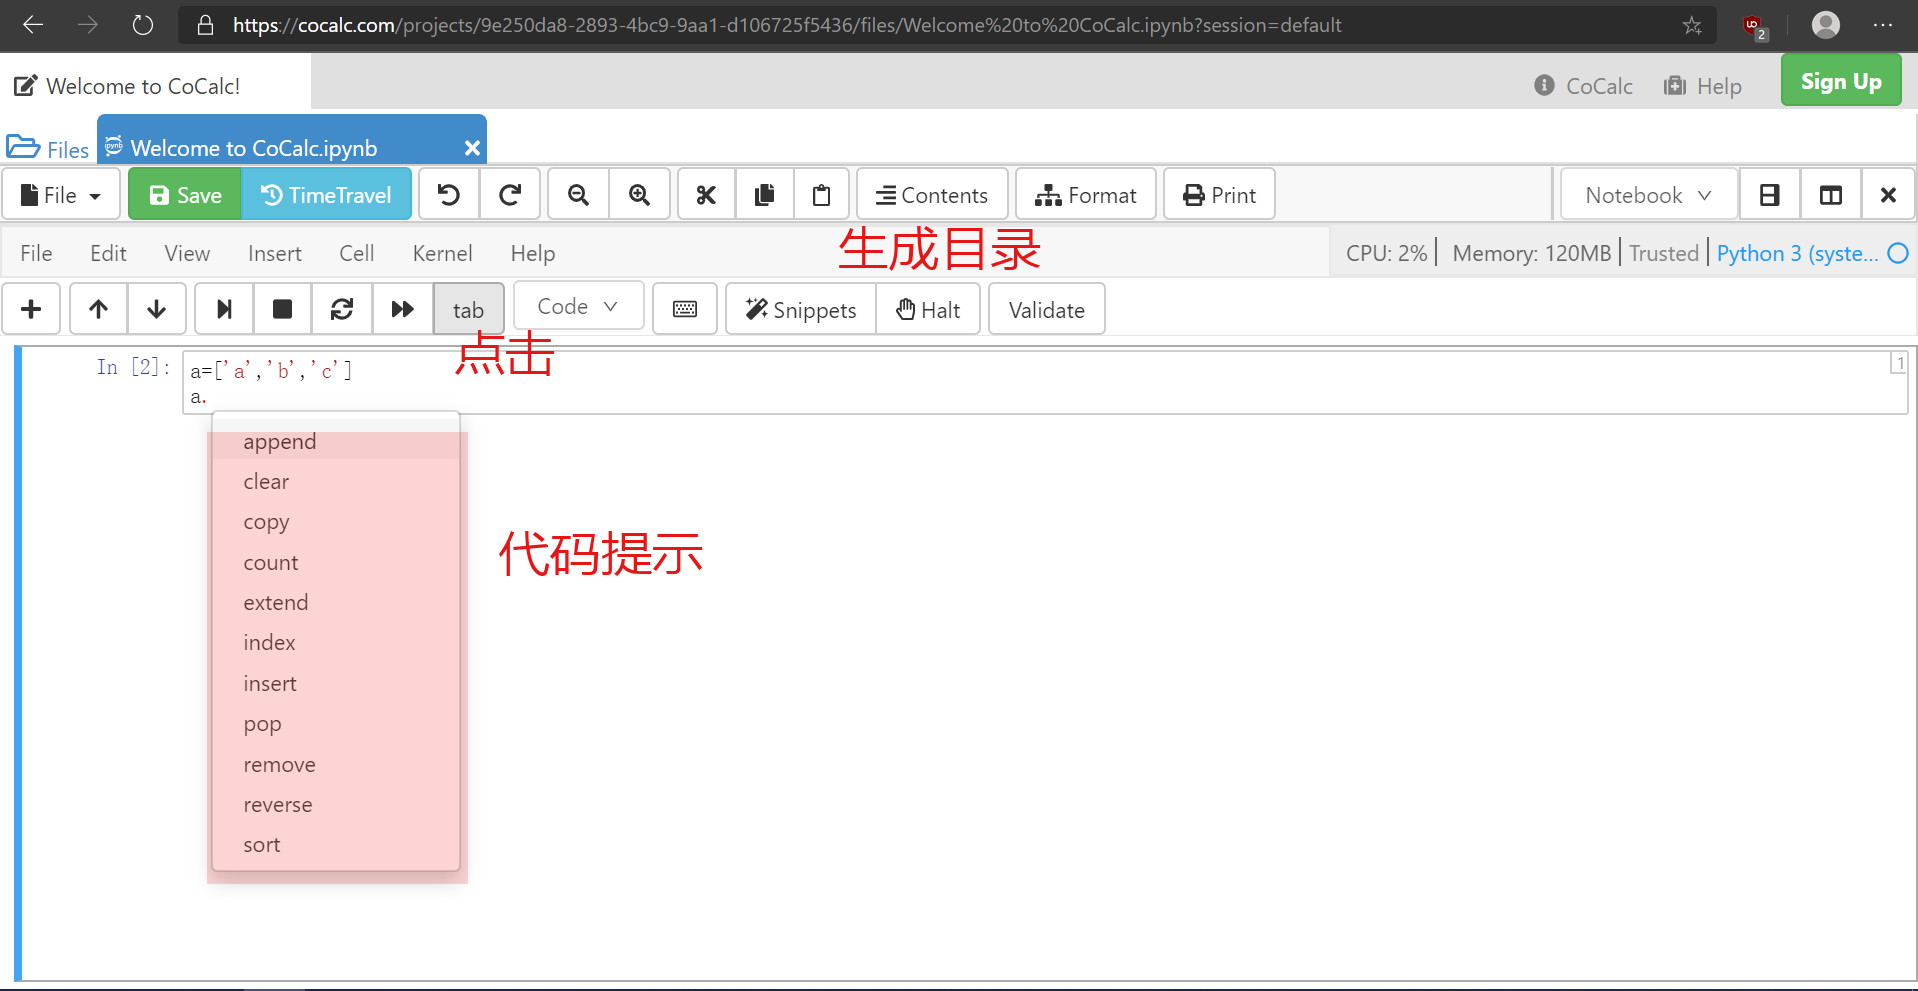 https://cocalc.com/projects/9e250da8-2893-4bc9-9aa1-d106725f5436/files/Welcome%20to%20CoCalc.ipynb?session=default
2
Welcome to CoCalc!
CoCalc
Help
Sign Up
Files
Welcome to CoCalc.ipynb
File
Save
TimeTravel
Contents
Format
Print
Notebook
File Edit View Insert Cell Kernel Help
生成目录
CPU: 2%
Memory: 120MB
Trusted
Python 3 (syste...
tab
Code
Snippets
Halt
Validate
点击
In [2]:
a=['a','b','c']
1
a.
append
clear
copy
count
代码提示
extend
index
insert
pop
remove
reverse
sort